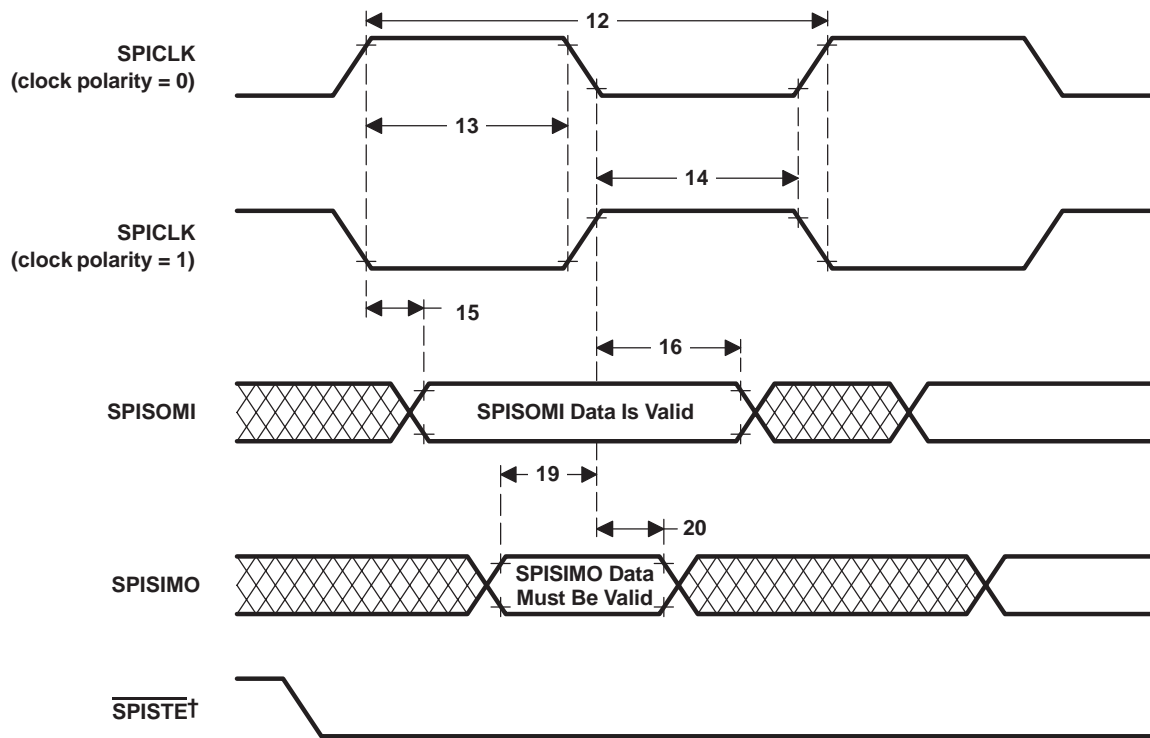 12
SPICLK
(clock polarity = 0)
13
14
SPICLK
(clock polarity = 1)
15
16
SPISOMI
SPISOMI Data Is Valid
19
20
SPISIMO
SPISIMO Data
Must Be Valid
SPISTE†